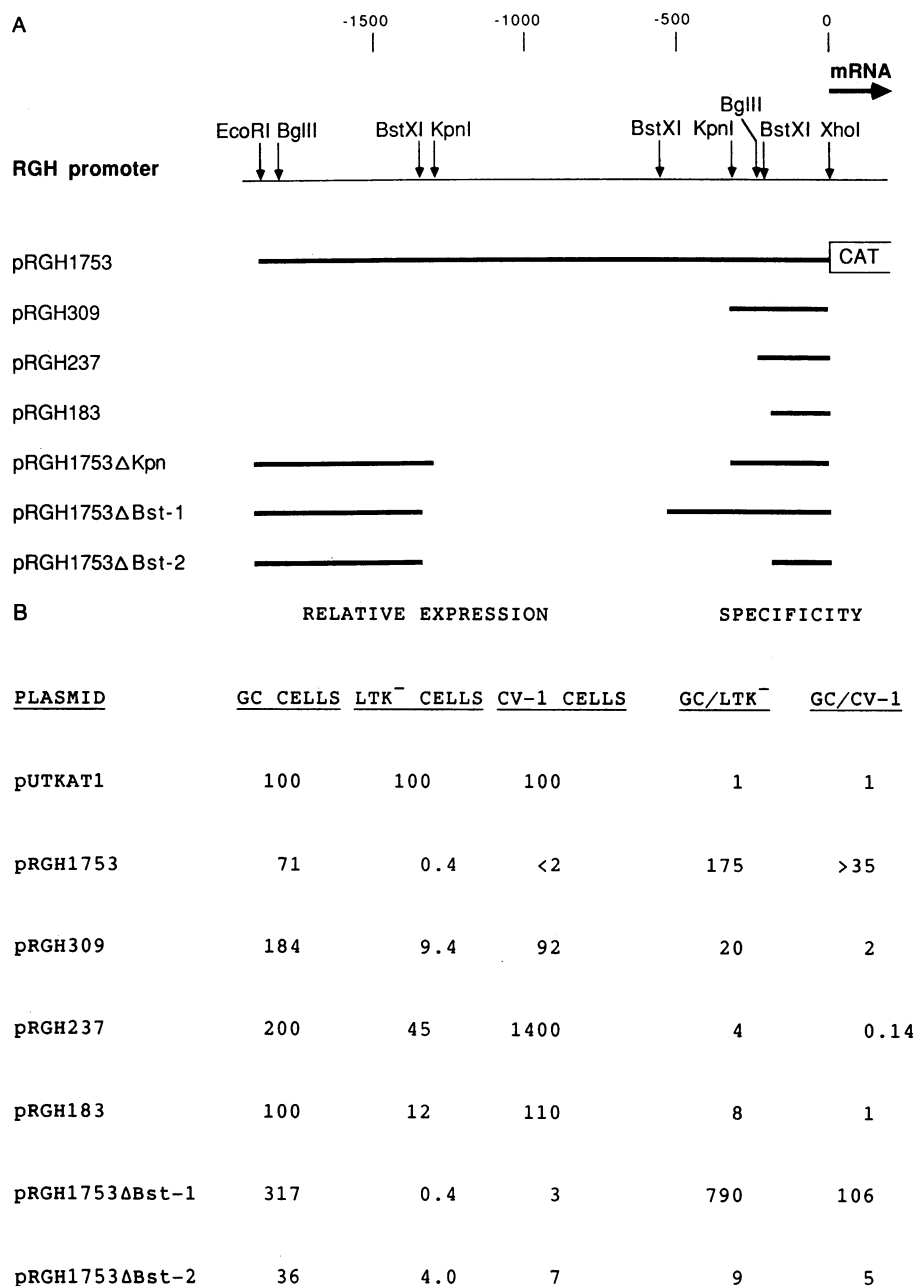 A
-1500 -1000 -500 0
mRNA
BglII
EcoRI BglII BstXI KpnI BstXI KpnI BstXI XhoI
RGH promoter
pRGH1753 CAT
pRGH309
pRGH237
pRGH183
pRGH1753ΔKpn
pRGH1753ΔBst-1
pRGH1753ΔBst-2
B RELATIVE EXPRESSION SPECIFICITY
PLASMID GC CELLS LTK⁻ CELLS CV-1 CELLS GC/LTK⁻ GC/CV-1
pUTKAT1 100 100 100 1 1
pRGH1753 71 0.4 <2 175 >35
pRGH309 184 9.4 92 20 2
pRGH237 200 45 1400 4 0.14
pRGH183 100 12 110 8 1
pRGH1753ΔBst-1 317 0.4 3 790 106
pRGH1753ΔBst-2 36 4.0 7 9 5